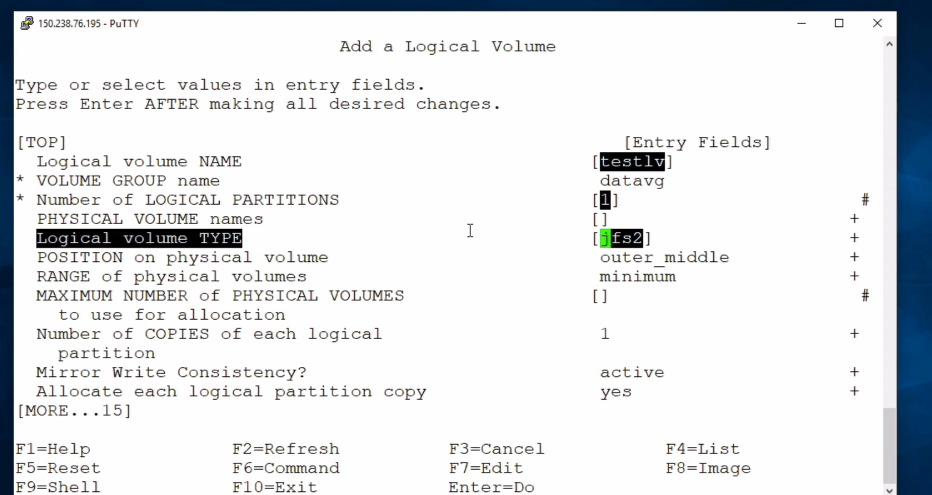 150.238.76.195 - PuTTY
Add a Logical Volume
Type or select values in entry fields.
Press Enter AFTER making all desired changes.
[TOP] [Entry Fields]
Logical volume NAME [testlv]
* VOLUME GROUP name datavg
* Number of LOGICAL PARTITIONS [1] #
PHYSICAL VOLUME names [] +
Logical volume TYPE [jfs2] +
POSITION on physical volume outer_middle +
RANGE of physical volumes minimum +
MAXIMUM NUMBER of PHYSICAL VOLUMES [] #
to use for allocation
Number of COPIES of each logical 1 +
partition
Mirror Write Consistency? active +
Allocate each logical partition copy yes +
[MORE...15]
F1=Help F2=Refresh F3=Cancel F4=List
F5=Reset F6=Command F7=Edit F8=Image
F9=Shell F10=Exit Enter=Do